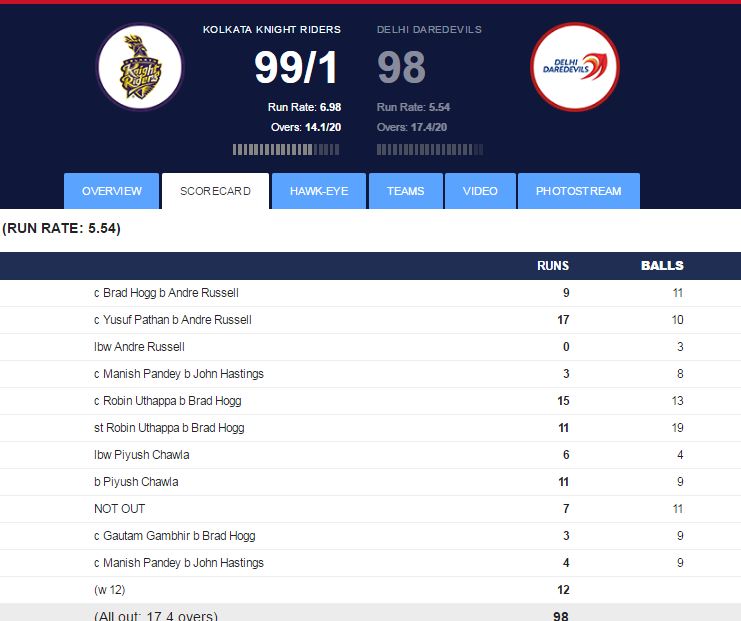 KOLKATA KNIGHT RIDERS
DELHI DAREDEVILS
99/1
98
Run Rate: 6.98
Run Rate: 5.54
Overs: 14.1/20
Overs: 17.4/20
Knight Riders
DELHI DAREDEVILS
OVERVIEW SCORECARD HAWK-EYE TEAMS VIDEO PHOTOSTREAM
(RUN RATE: 5.54)
RUNS BALLS
c Brad Hogg b Andre Russell 9 11
c Yusuf Pathan b Andre Russell 17 10
lbw Andre Russell 0 3
c Manish Pandey b John Hastings 3 8
c Robin Uthappa b Brad Hogg 15 13
st Robin Uthappa b Brad Hogg 11 19
lbw Piyush Chawla 6 4
b Piyush Chawla 11 9
NOT OUT 7 11
c Gautam Gambhir b Brad Hogg 3 9
c Manish Pandey b John Hastings 4 9
(w 12) 12
(All out: 17.4 overs) 98